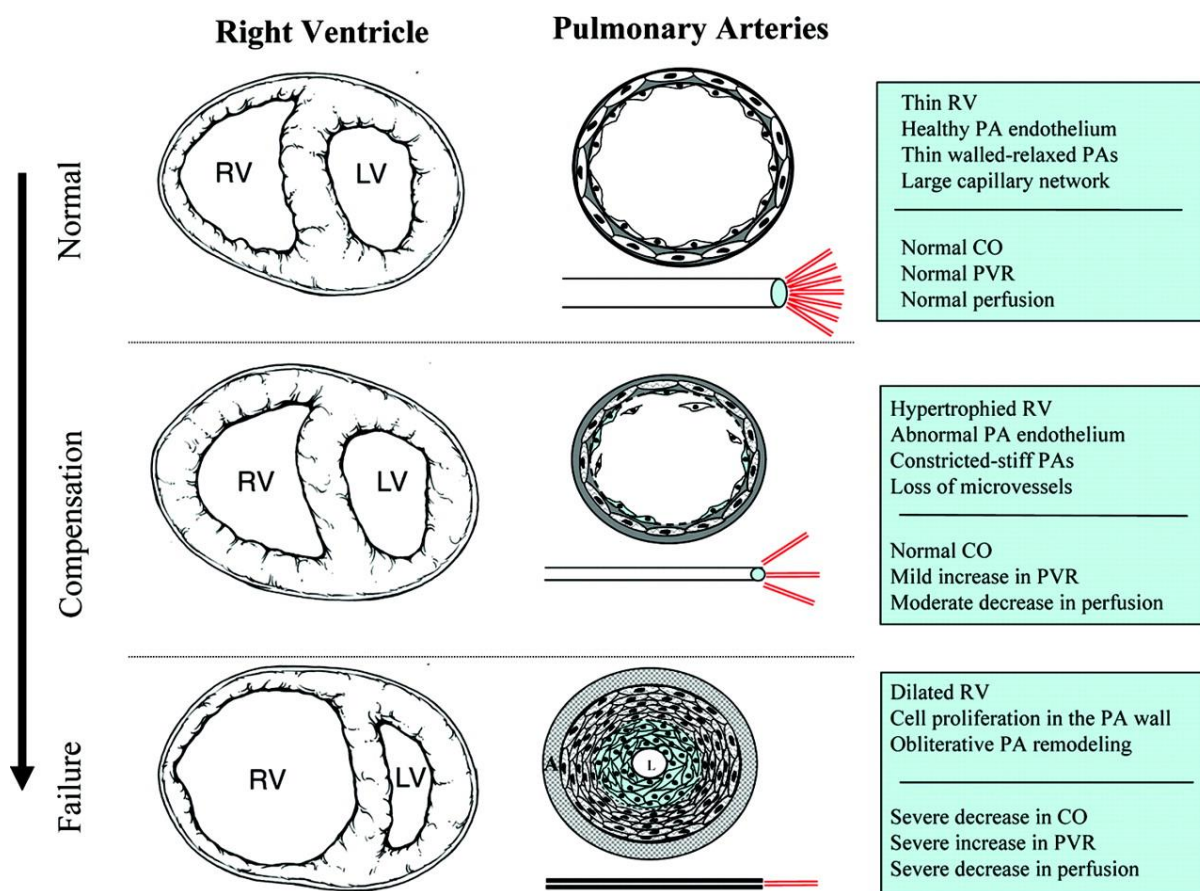 Right Ventricle
Pulmonary Arteries
Normal
RV
LV
Thin RV
Healthy PA endothelium
Thin walled-relaxed PAs
Large capillary network
Normal CO
Normal PVR
Normal perfusion
Compensation
RV
LV
Hypertrophied RV
Abnormal PA endothelium
Constricted-stiff PAs
Loss of microvessels
Normal CO
Mild increase in PVR
Moderate decrease in perfusion
Failure
RV
LV
A
L
Dilated RV
Cell proliferation in the PA wall
Obliterative PA remodeling
Severe decrease in CO
Severe increase in PVR
Severe decrease in perfusion